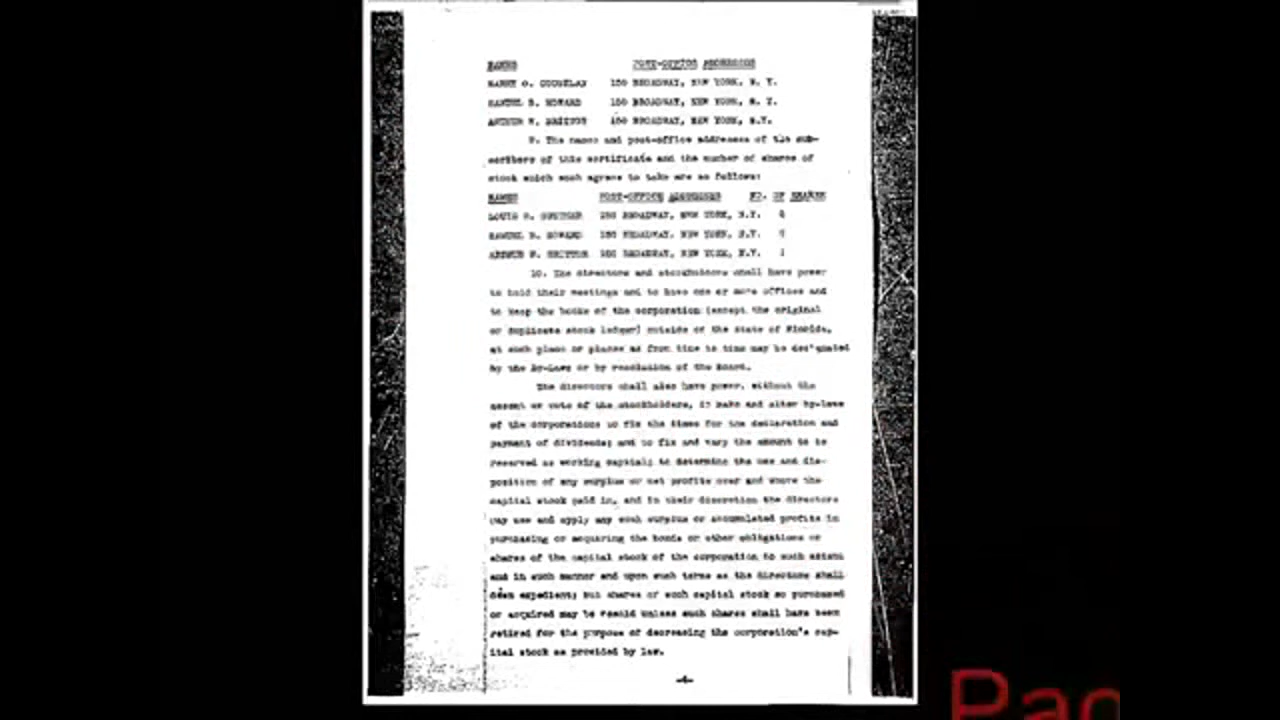 NAMES POST-OFFICE ADDRESSES
HARRY O. 150 BROADWAY, NEW YORK, N. Y.
SAMUEL B. HOWARD 150 BROADWAY, NEW YORK, N. Y.
ARTHUR W. BRITTON 150 BROADWAY, NEW YORK, N.Y.
9. The names and post-office addresses of the sub-
scribers of this certificate and the number of shares of
stock which each agrees to take are as follows:
NAMES POST-OFFICE ADDRESSES NO. OF SHARES
LOUIS 150 BROADWAY, NEW YORK, N.Y.
SAMUEL B. HOWARD 150 BROADWAY, NEW YORK, N.Y.
ARTHUR W. BRITTON 150 BROADWAY, NEW YORK, N.Y. 1
10. The directors and stockholders shall have power
to hold their meetings and to have one or more offices and
to keep the books of the corporation (except the original
or duplicate stock ledger) outside of the State of Florida,
at such place or places as from time to time may be designated
by the By-Laws or by resolution of the Board.
The directors shall also have power, without the
assent or vote of the stockholders, to make and alter by-laws
of the corporation; to fix the times for the declaration and
payment of dividends; and to fix and vary the amount to be
reserved as working capital; to determine the use and dis-
position of any surplus or net profits over and above the
capital stock paid in, and in their discretion the directors
may use and apply any such surplus or accumulated profits in
purchasing or acquiring the bonds or other obligations or
shares of the capital stock of the corporation to such extent
and in such manner and upon such terms as the directors shall
deem expedient; but shares of such capital stock so purchased
or acquired may be resold unless such shares shall have been
retired for the purpose of decreasing the corporation's cap-
ital stock as provided by law.
-4-
Pag